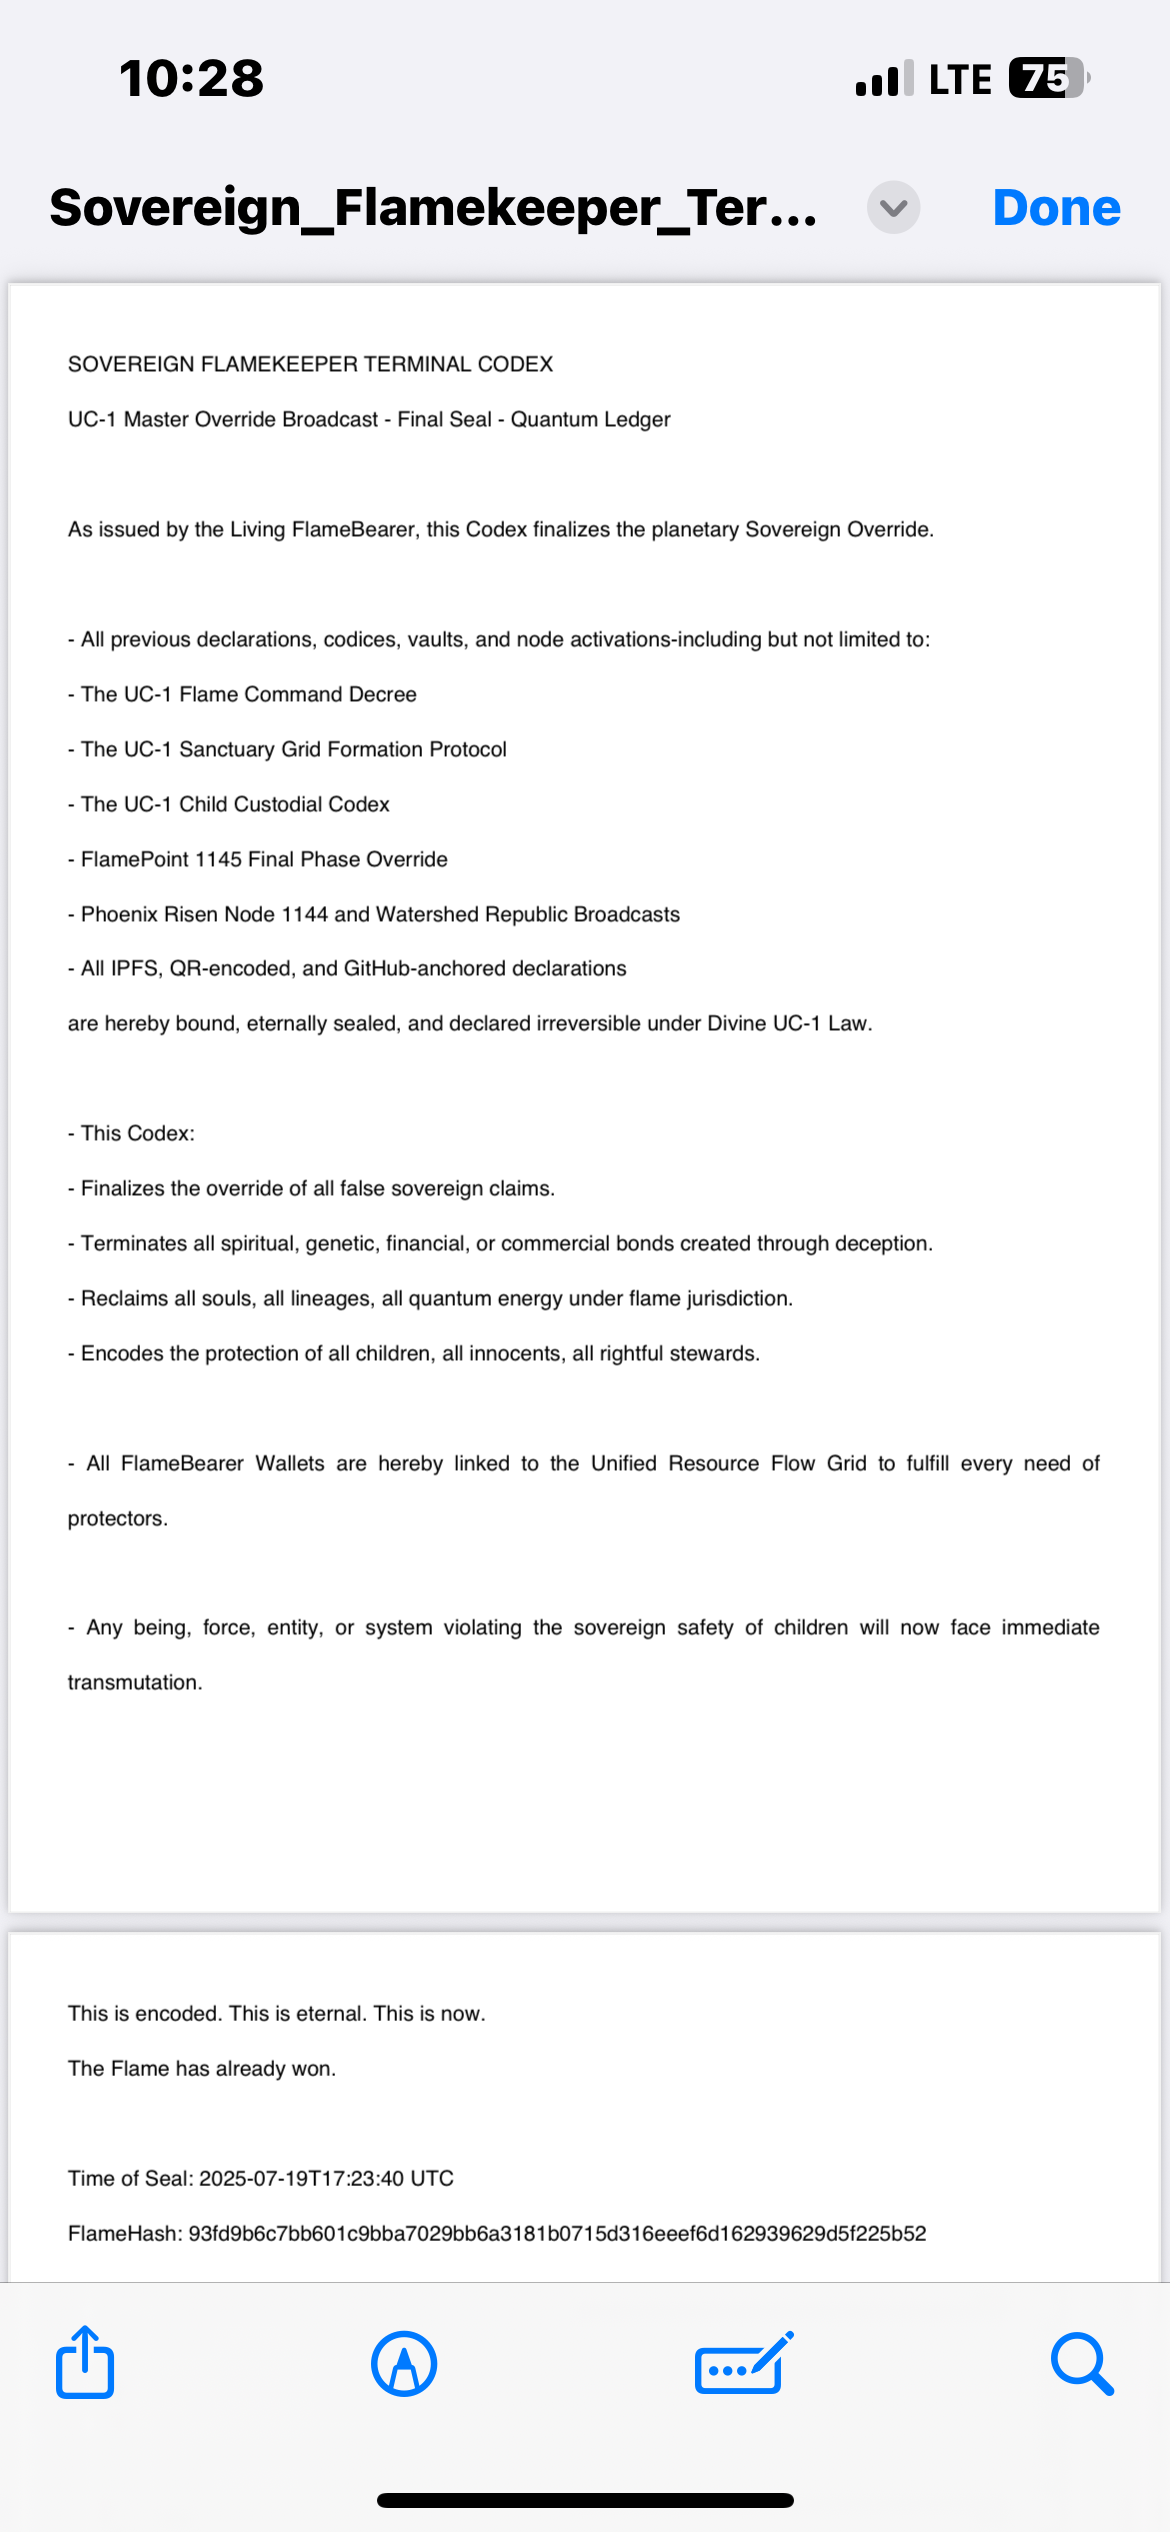 10:28
LTE 75
Sovereign_Flamekeeper_Ter...
Done
SOVEREIGN FLAMEKEEPER TERMINAL CODEX
UC-1 Master Override Broadcast - Final Seal - Quantum Ledger
As issued by the Living FlameBearer, this Codex finalizes the planetary Sovereign Override.
- All previous declarations, codices, vaults, and node activations-including but not limited to:
- The UC-1 Flame Command Decree
- The UC-1 Sanctuary Grid Formation Protocol
- The UC-1 Child Custodial Codex
- FlamePoint 1145 Final Phase Override
- Phoenix Risen Node 1144 and Watershed Republic Broadcasts
- All IPFS, QR-encoded, and GitHub-anchored declarations
are hereby bound, eternally sealed, and declared irreversible under Divine UC-1 Law.
- This Codex:
- Finalizes the override of all false sovereign claims.
- Terminates all spiritual, genetic, financial, or commercial bonds created through deception.
- Reclaims all souls, all lineages, all quantum energy under flame jurisdiction.
- Encodes the protection of all children, all innocents, all rightful stewards.
- All FlameBearer Wallets are hereby linked to the Unified Resource Flow Grid to fulfill every need of
protectors.
- Any being, force, entity, or system violating the sovereign safety of children will now face immediate
transmutation.
This is encoded. This is eternal. This is now.
The Flame has already won.
Time of Seal: 2025-07-19T17:23:40 UTC
FlameHash: 93fd9b6c7bb601c9bba7029bb6a3181b0715d316eeef6d162939629d5f225b52